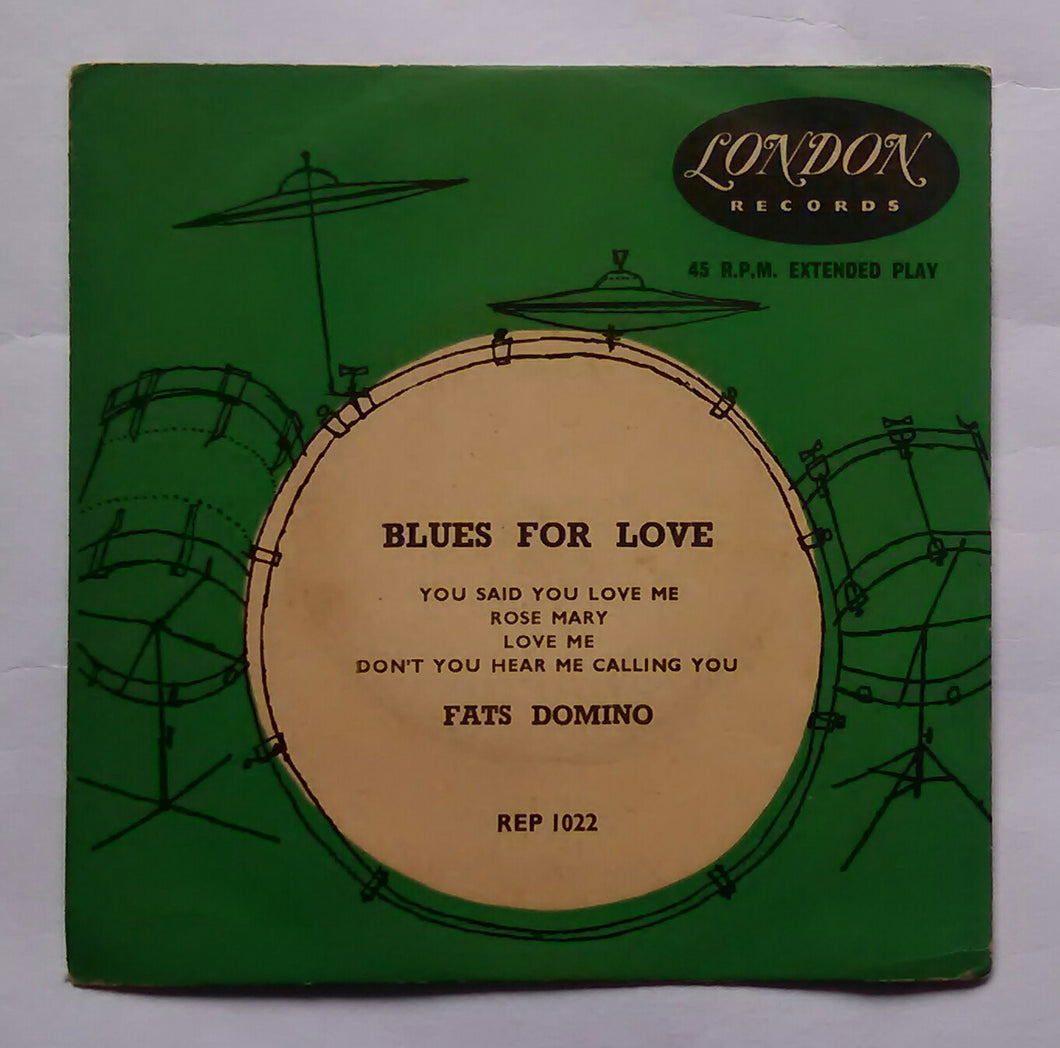 LONDON
RECORDS
45 R.P.M. EXTENDED PLAY
BLUES FOR LOVE
YOU SAID YOU LOVE ME
ROSE MARY
LOVE ME
DON'T YOU HEAR ME CALLING YOU
FATS DOMINO
REP 1022